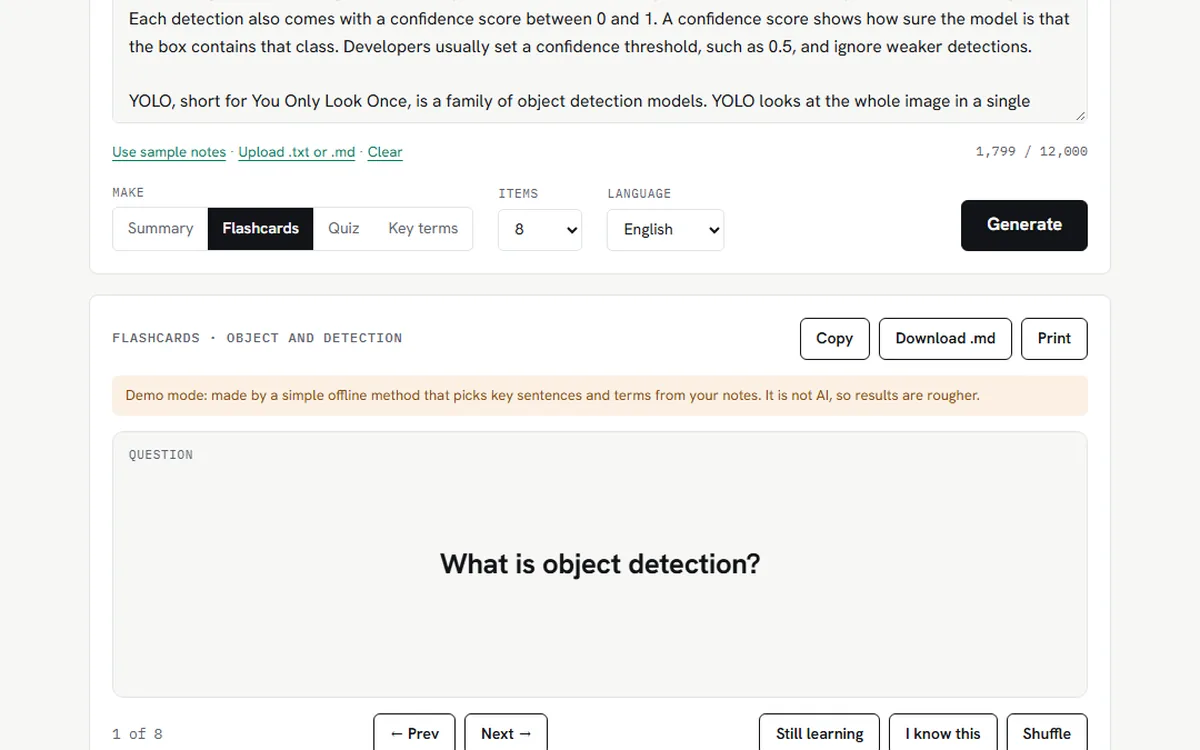 Each detection also comes with a confidence score between 0 and 1. A confidence score shows how sure the model is that
the box contains that class. Developers usually set a confidence threshold, such as 0.5, and ignore weaker detections.
YOLO, short for You Only Look Once, is a family of object detection models. YOLO looks at the whole image in a single
Use sample notes · Upload .txt or .md · Clear
1,799 / 12,000
MAKE
ITEMS
LANGUAGE
Summary
Flashcards
Quiz
Key terms
8
English
Generate
FLASHCARDS · OBJECT AND DETECTION
Copy
Download .md
Print
Demo mode: made by a simple offline method that picks key sentences and terms from your notes. It is not AI, so results are rougher.
QUESTION
What is object detection?
1 of 8
← Prev
Next →
Still learning
I know this
Shuffle